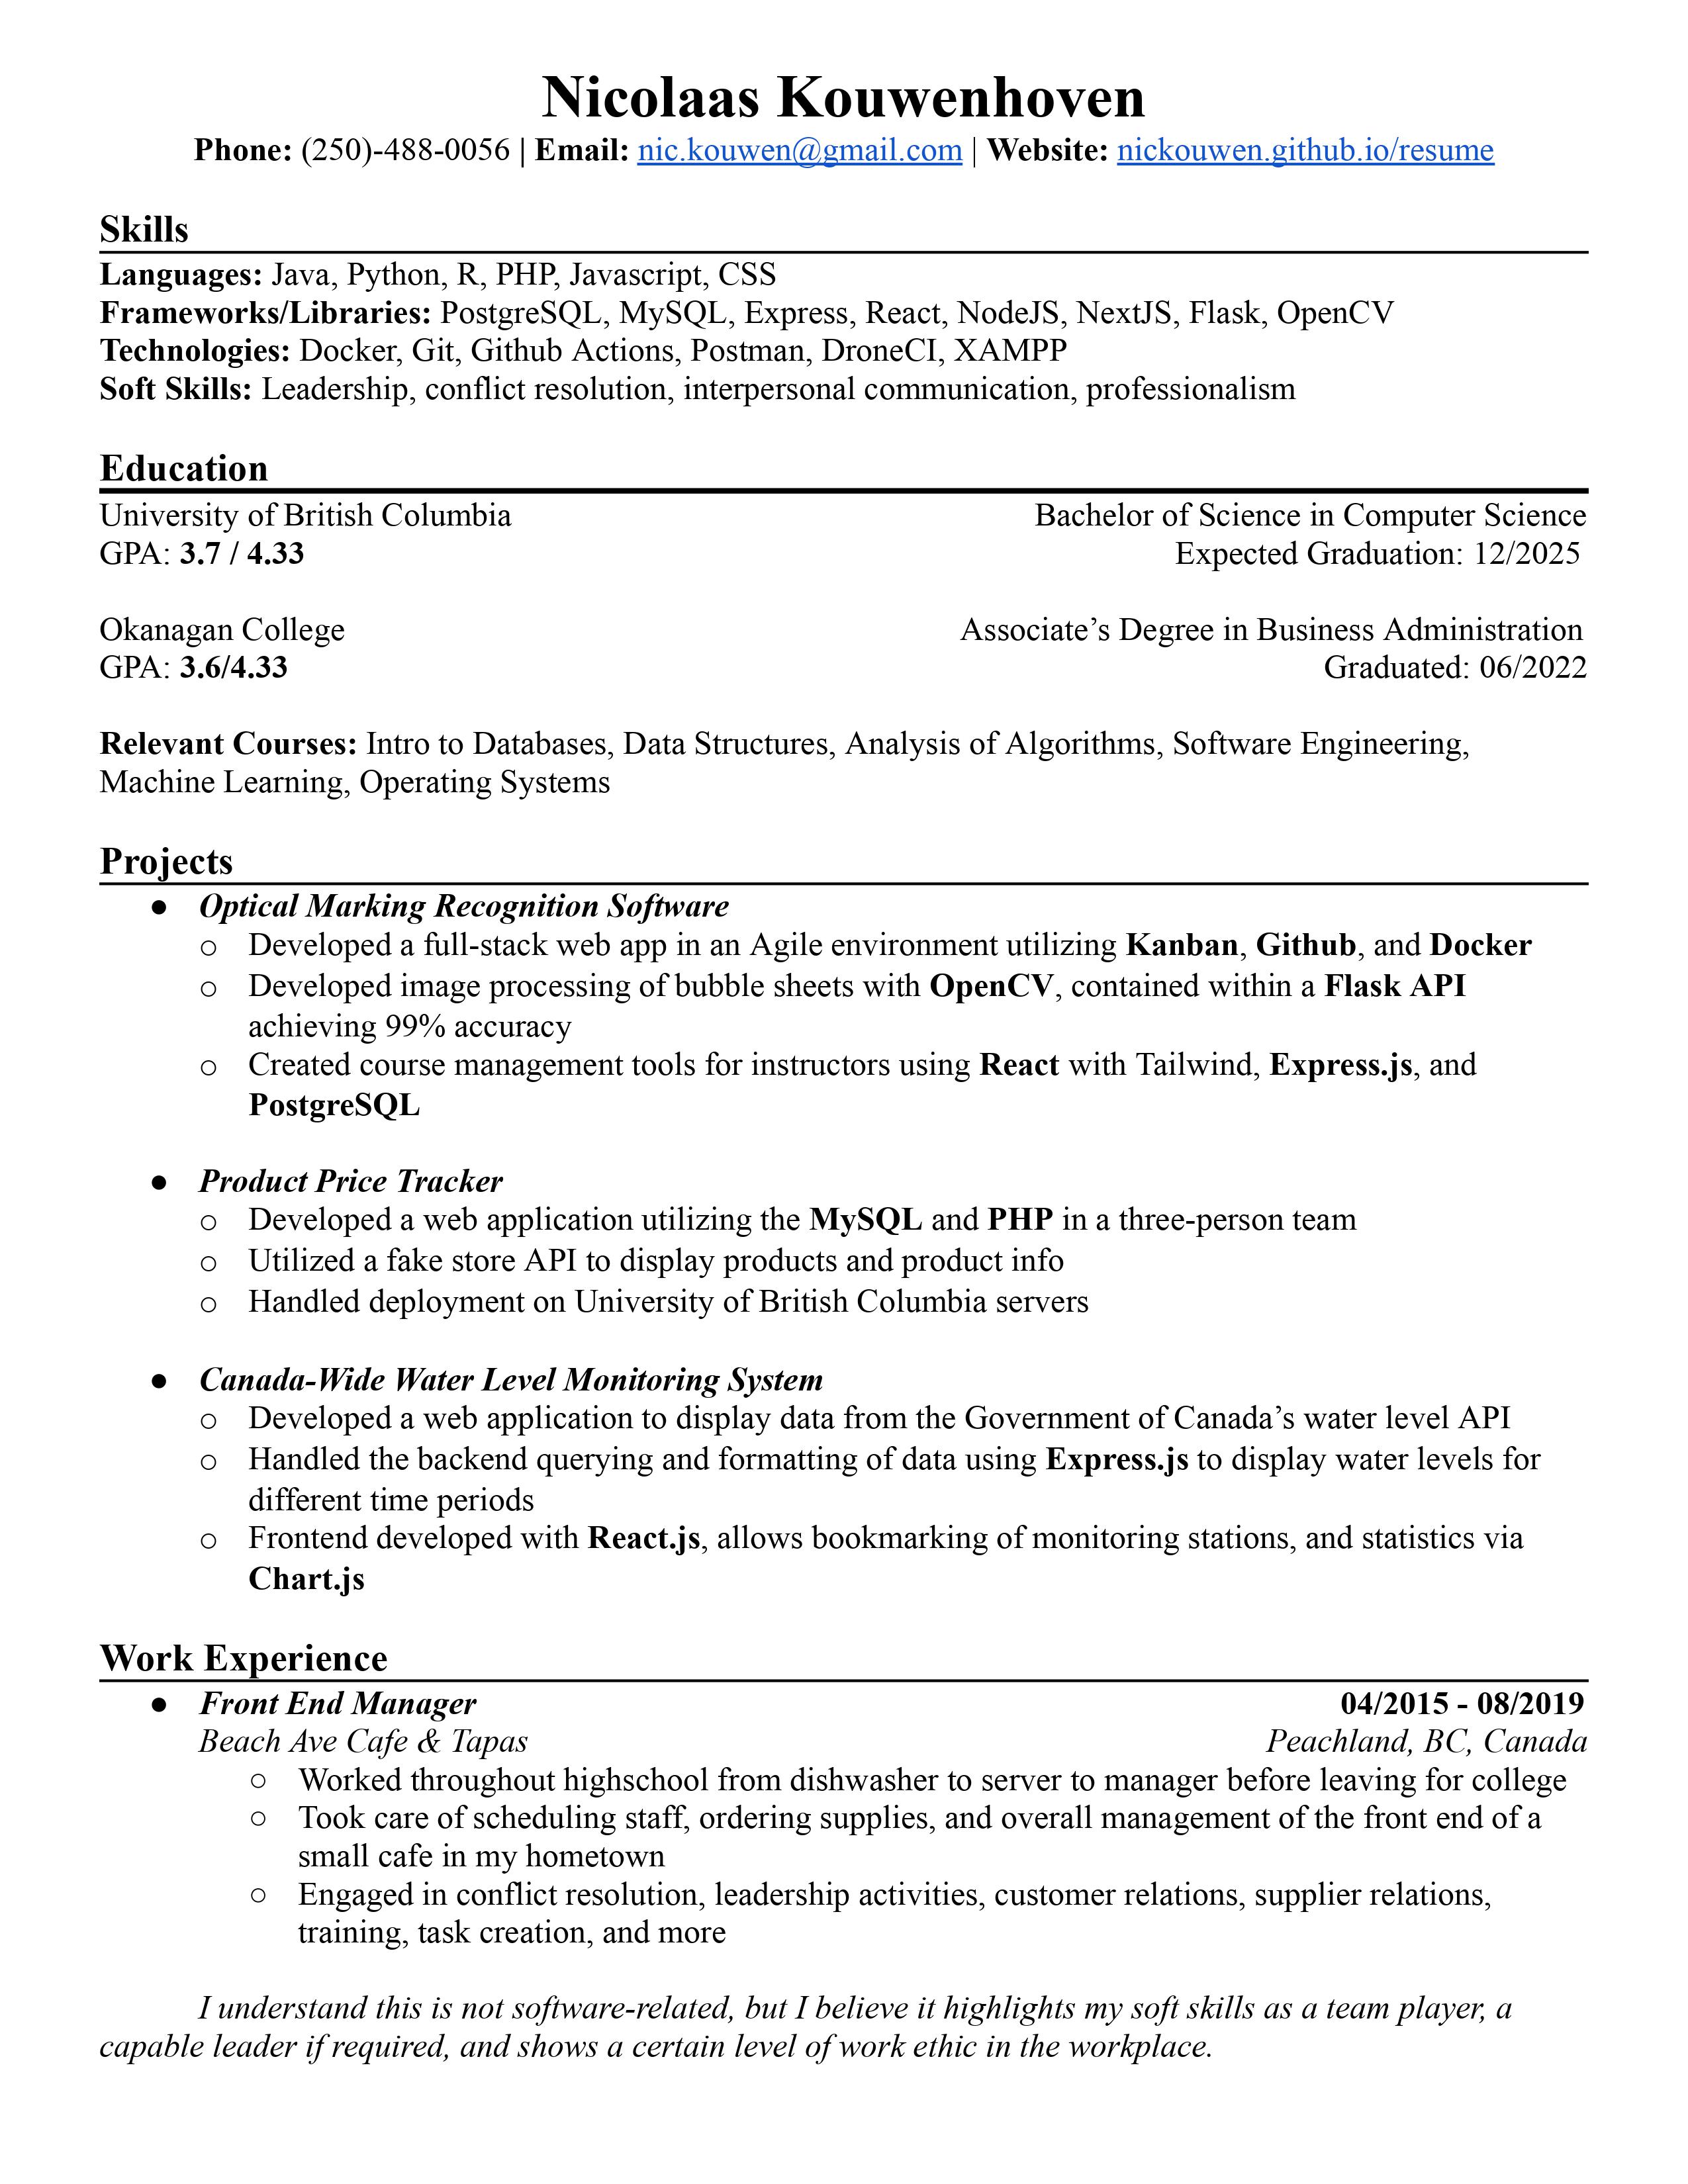 Nicolaas Kouwenhoven
Phone: (250)-488-0056 | Email: nic.kouwen@gmail.com | Website: nickouwen.github.io/resume
Skills
Languages: Java, Python, R, PHP, Javascript, CSS
Frameworks/Libraries: PostgreSQL, MySQL, Express, React, NodeJS, NextJS, Flask, OpenCV
Technologies: Docker, Git, Github Actions, Postman, DroneCI, XAMPP
Soft Skills: Leadership, conflict resolution, interpersonal communication, professionalism
Education
University of British Columbia Bachelor of Science in Computer Science
GPA: 3.7 / 4.33 Expected Graduation: 12/2025
Okanagan College Associate’s Degree in Business Administration
GPA: 3.6/4.33 Graduated: 06/2022
Relevant Courses: Intro to Databases, Data Structures, Analysis of Algorithms, Software Engineering,
Machine Learning, Operating Systems
Projects
● Optical Marking Recognition Software
○ Developed a full-stack web app in an Agile environment utilizing Kanban, Github, and Docker
○ Developed image processing of bubble sheets with OpenCV, contained within a Flask API
achieving 99% accuracy
○ Created course management tools for instructors using React with Tailwind, Express.js, and
PostgreSQL
● Product Price Tracker
○ Developed a web application utilizing the MySQL and PHP in a three-person team
○ Utilized a fake store API to display products and product info
○ Handled deployment on University of British Columbia servers
● Canada-Wide Water Level Monitoring System
○ Developed a web application to display data from the Government of Canada’s water level API
○ Handled the backend querying and formatting of data using Express.js to display water levels for
different time periods
○ Frontend developed with React.js, allows bookmarking of monitoring stations, and statistics via
Chart.js
Work Experience
● Front End Manager 04/2015 - 08/2019
Beach Ave Cafe & Tapas Peachland, BC, Canada
○ Worked throughout highschool from dishwasher to server to manager before leaving for college
○ Took care of scheduling staff, ordering supplies, and overall management of the front end of a
small cafe in my hometown
○ Engaged in conflict resolution, leadership activities, customer relations, supplier relations,
training, task creation, and more
I understand this is not software-related, but I believe it highlights my soft skills as a team player, a
capable leader if required, and shows a certain level of work ethic in the workplace.